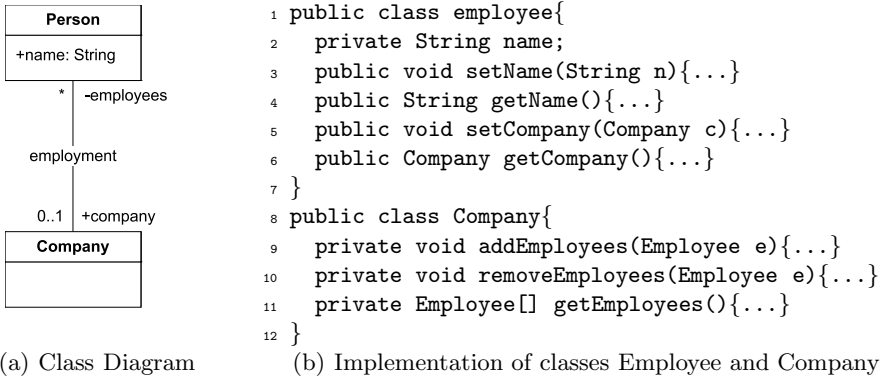 Person
+name: String
* -employees
employment
0..1 +company
Company
(a) Class Diagram
1 public class employee{
2 private String name;
3 public void setName(String n){...}
4 public String getName(){...}
5 public void setCompany(Company c){...}
6 public Company getCompany(){...}
7 }
8 public class Company{
9 private void addEmployees(Employee e){...}
10 private void removeEmployees(Employee e){...}
11 private Employee[] getEmployees(){...}
12 }
(b) Implementation of classes Employee and Company